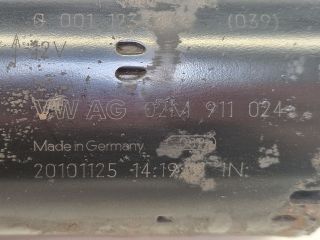 0 001 123 (039)
12V
VW AG 02M 911 024
Made in Germany
20101125 14:19 IN